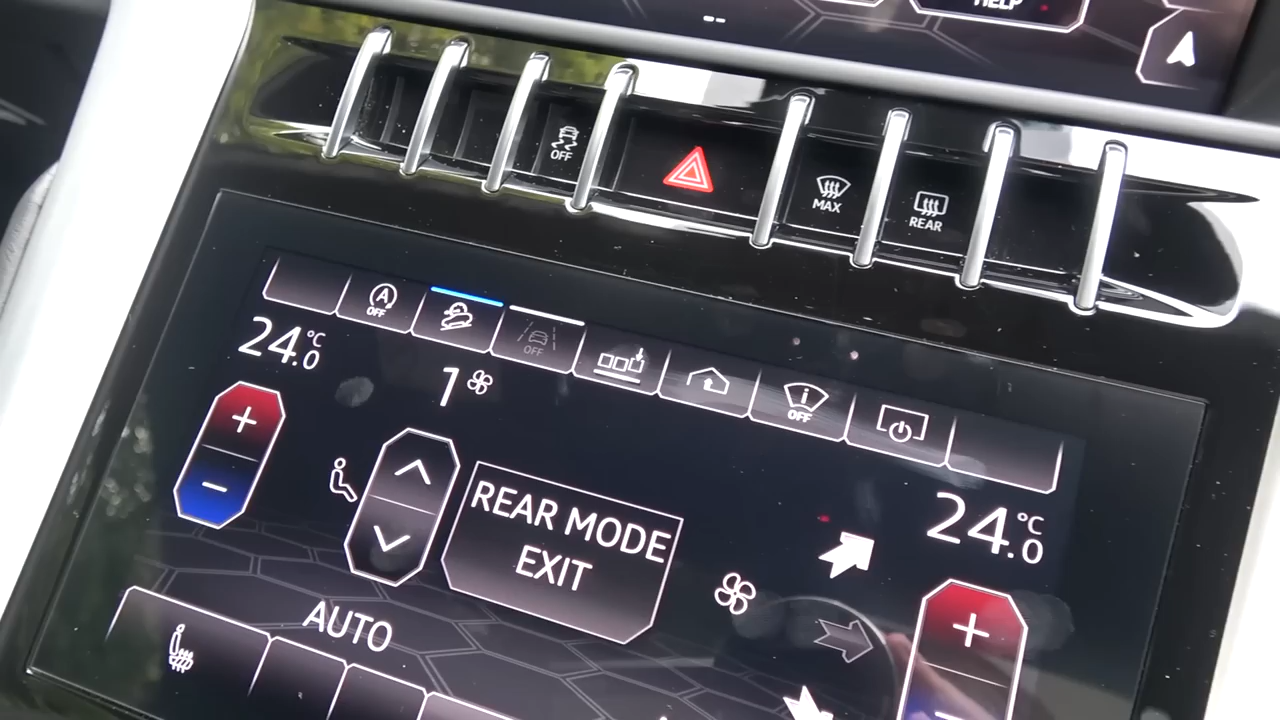 HELP
--
OFF
MAX
REAR
A
OFF
OFF
i
OFF
24.0 °C
1
24.0 °C
+
-
REAR MODE
EXIT
+
AUTO